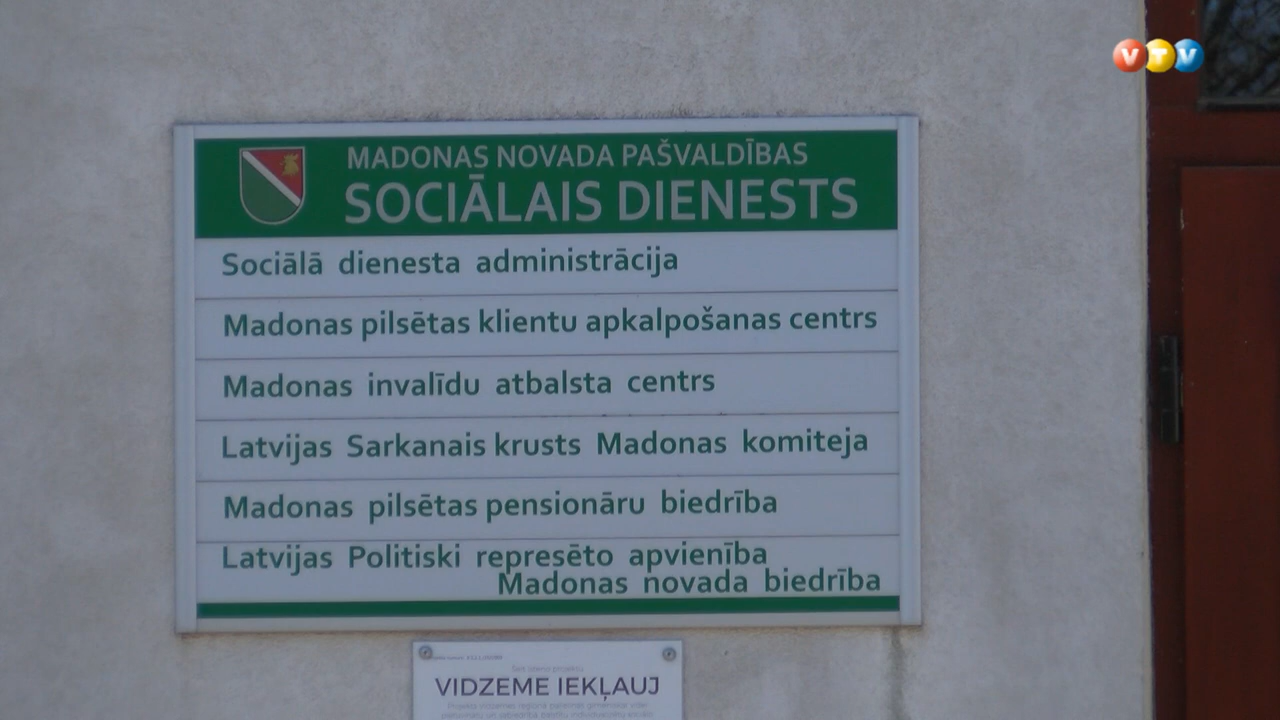 VTV
MADONAS NOVADA PAŠVALDĪBAS
SOCIĀLAIS DIENESTS
Sociālā dienesta administrācija
Madonas pilsētas klientu apkalpošanas centrs
Madonas invalīdu atbalsta centrs
Latvijas Sarkanais krusts Madonas komiteja
Madonas pilsētas pensionāru biedrība
Latvijas Politiski represēto apvienība
Madonas novada biedrība
VIDZEME IEKĻAUJ